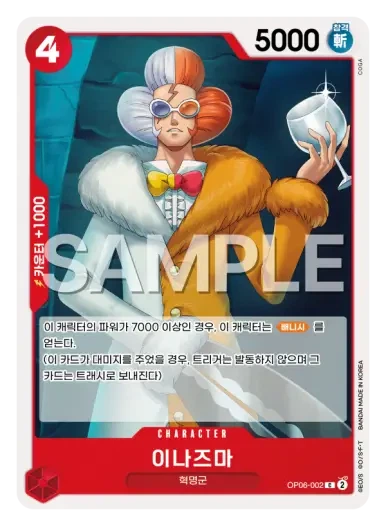 4
5000
참격
斬
COGA
카운터 +1000
SAMPLE
이 캐릭터의 파워가 7000 이상인 경우, 이 캐릭터는 배니시 를
얻는다.
(이 카드가 대미지를 주었을 경우, 트리거는 발동하지 않으며 그
카드는 트래시로 보내진다)
CHARACTER
이나즈마
혁명군
OP06-002 C 2
©E/O/S ©O/S·F·T BANDAI MADE IN KOREA